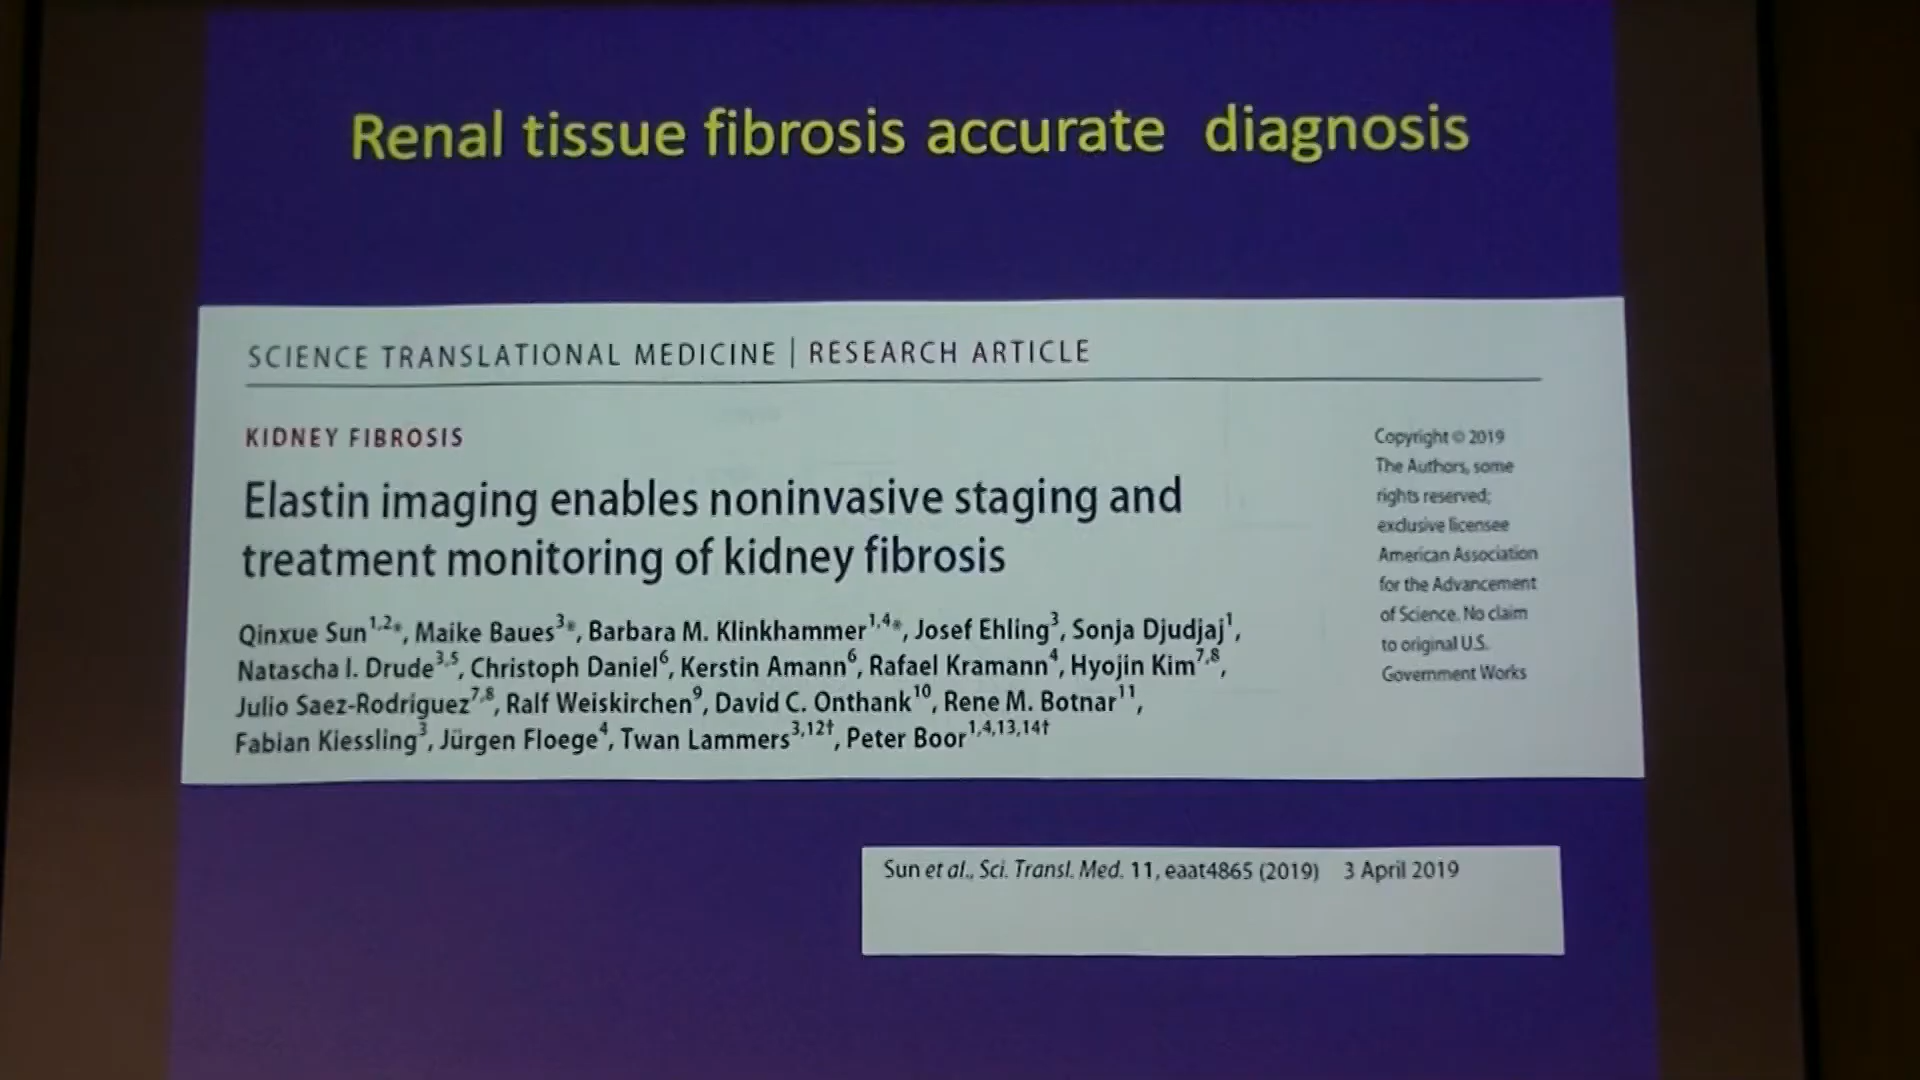 Renal tissue fibrosis accurate diagnosis
SCIENCE TRANSLATIONAL MEDICINE | RESEARCH ARTICLE
KIDNEY FIBROSIS
Elastin imaging enables noninvasive staging and
treatment monitoring of kidney fibrosis
Qinxue Sun1,2*, Maike Baues3*, Barbara M. Klinkhammer1,4*, Josef Ehling3, Sonja Djudjaj1,
Natascha I. Drude3,5, Christoph Daniel6, Kerstin Amann6, Rafael Kramann4, Hyojin Kim7,8,
Julio Saez-Rodriguez7,8, Ralf Weiskirchen9, David C. Onthank10, Rene M. Botnar11,
Fabian Kiessling3, Jürgen Floege4, Twan Lammers3,12†, Peter Boor1,4,13,14†
Copyright © 2019
The Authors, some
rights reserved;
exclusive licensee
American Association
for the Advancement
of Science. No claim
to original U.S.
Government Works
Sun et al., Sci. Transl. Med. 11, eaat4865 (2019) 3 April 2019